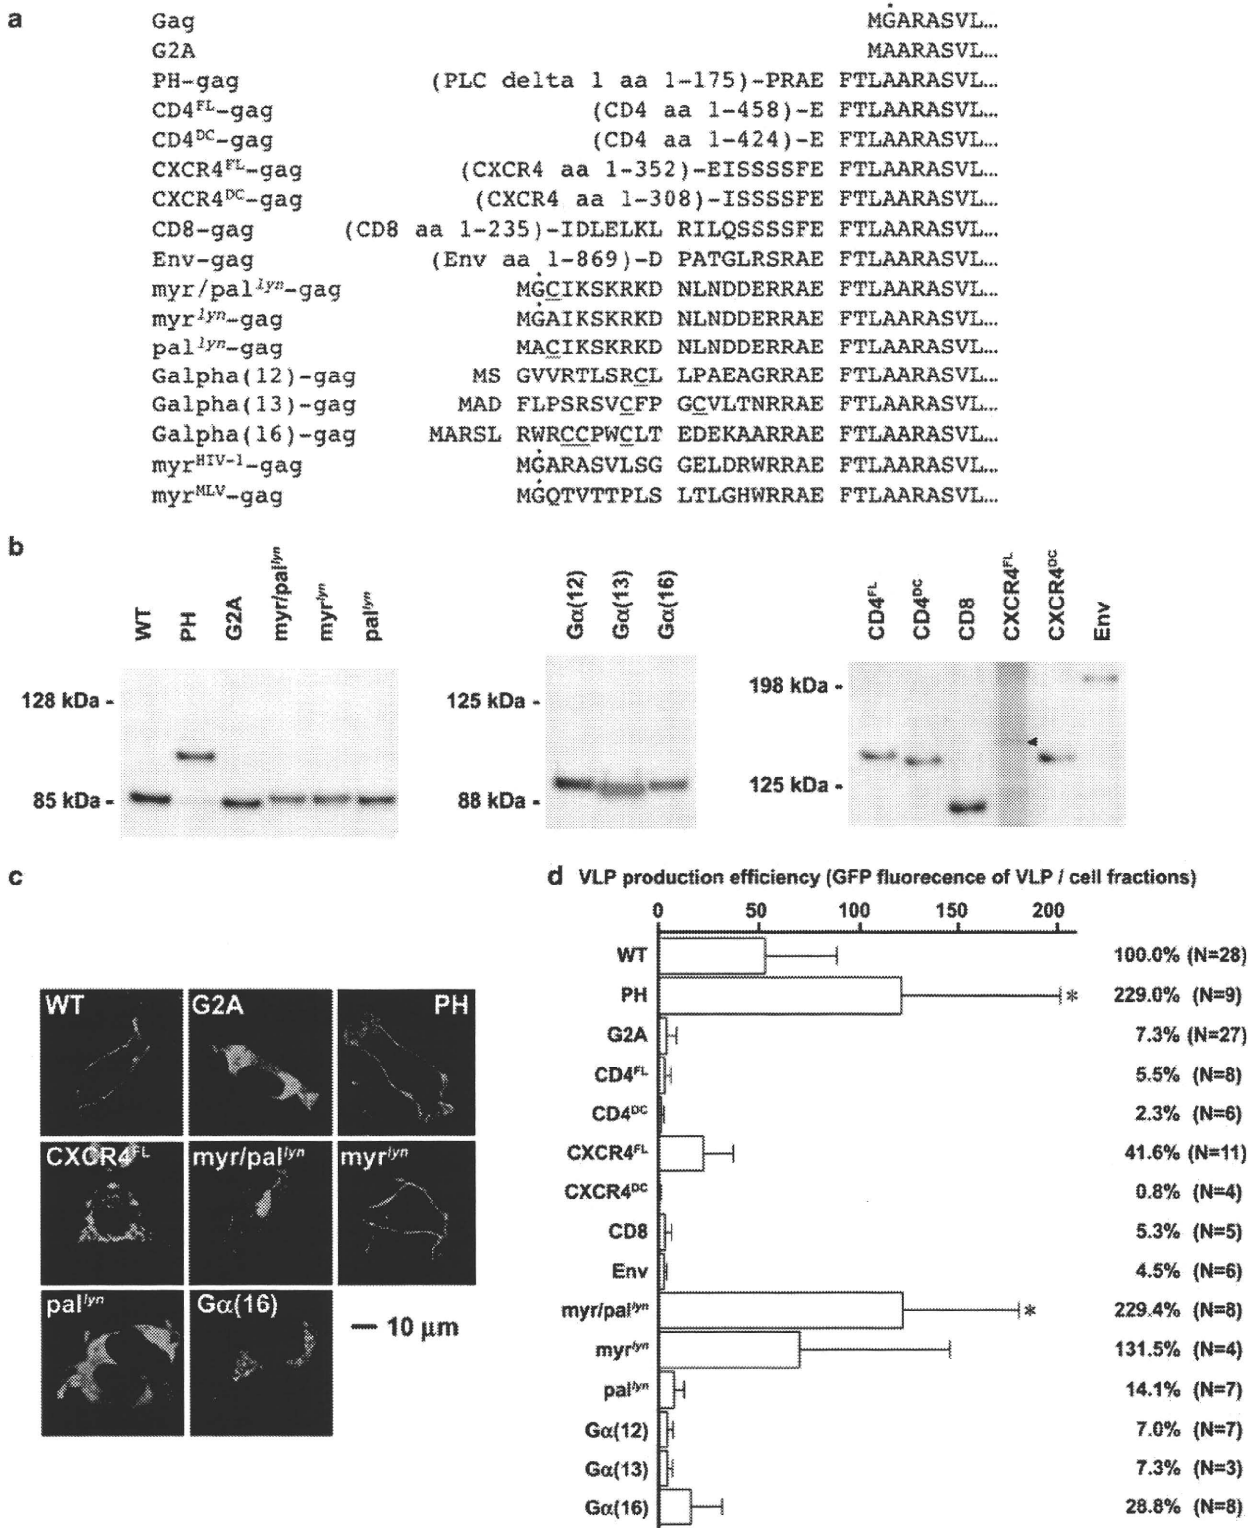 a
Gag MGARASVL…
G2A MAARASVL…
PH-gag (PLC delta 1 aa 1-175)-PRAE FTLAARASVL…
CD4FL-gag (CD4 aa 1-458)-E FTLAARASVL…
CD4DC-gag (CD4 aa 1-424)-E FTLAARASVL…
CXCR4FL-gag (CXCR4 aa 1-352)-EISSSSFE FTLAARASVL…
CXCR4DC-gag (CXCR4 aa 1-308)-ISSSSFE FTLAARASVL…
CD8-gag (CD8 aa 1-235)-IDLELKL RILQSSSSFE FTLAARASVL…
Env-gag (Env aa 1-869)-D PATGLRSRAE FTLAARASVL…
myr/pallyn-gag MGCIKSKRKD NLNDDERRAE FTLAARASVL…
myrlyn-gag MGAIKSKRKD NLNDDERRAE FTLAARASVL…
pallyn-gag MACIKSKRKD NLNDDERRAE FTLAARASVL…
Galpha(12)-gag MS GVVRTLSRCL LPAEAGRRAE FTLAARASVL…
Galpha(13)-gag MAD FLPSRSVCFP GCVLTNRRAE FTLAARASVL…
Galpha(16)-gag MARSL RWRCCPWCLT EDEKAARRAE FTLAARASVL…
myrHIV-1-gag MGARASVLSG GELDRWRRAE FTLAARASVL…
myrMLV-gag MGQTVTTPLS LTLGHWRRAE FTLAARASVL…
b
WT PH G2A myr/pallyn myrlyn pallyn
128 kDa -
85 kDa -
Gα(12) Gα(13) Gα(16)
125 kDa -
88 kDa -
CD4FL CD4DC CD8 CXCR4FL CXCR4DC Env
198 kDa -
125 kDa -
c
WT G2A PH
CXCR4FL myr/pallyn myrlyn
pallyn Gα(16)
10 μm
d VLP production efficiency (GFP fluorecence of VLP / cell fractions)
0 50 100 150 200
WT 100.0% (N=28)
PH * 229.0% (N=9)
G2A 7.3% (N=27)
CD4FL 5.5% (N=8)
CD4DC 2.3% (N=6)
CXCR4FL 41.6% (N=11)
CXCR4DC 0.8% (N=4)
CD8 5.3% (N=5)
Env 4.5% (N=6)
myr/pallyn * 229.4% (N=8)
myrlyn 131.5% (N=4)
pallyn 14.1% (N=7)
Gα(12) 7.0% (N=7)
Gα(13) 7.3% (N=3)
Gα(16) 28.8% (N=8)